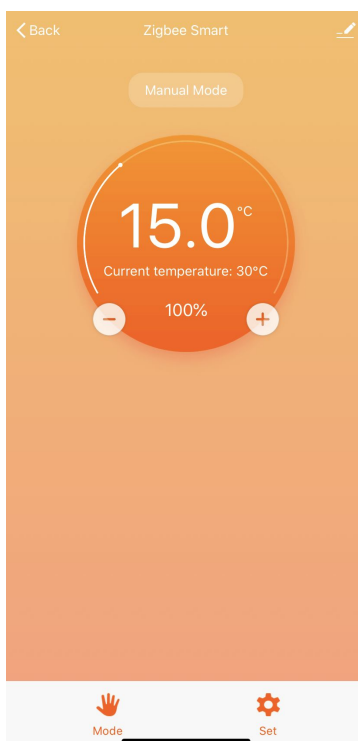 Back
Zigbee Smart
Manual Mode
15.0°C
Current temperature: 30°C
100%
Mode
Set